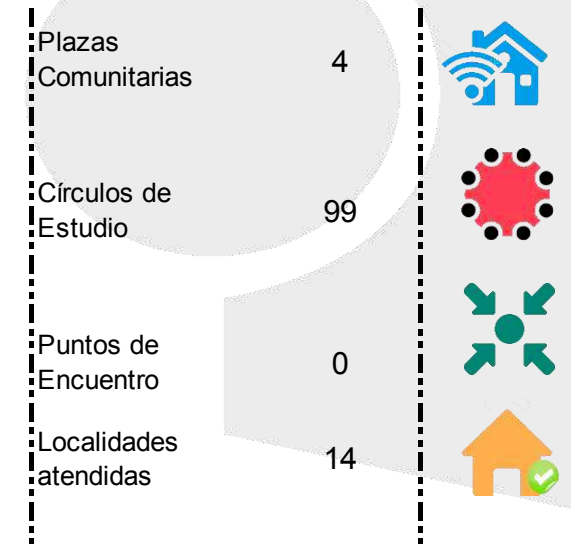 Plazas
Comunitarias
4
Círculos de
Estudio
99
Puntos de
Encuentro
0
Localidades
atendidas
14